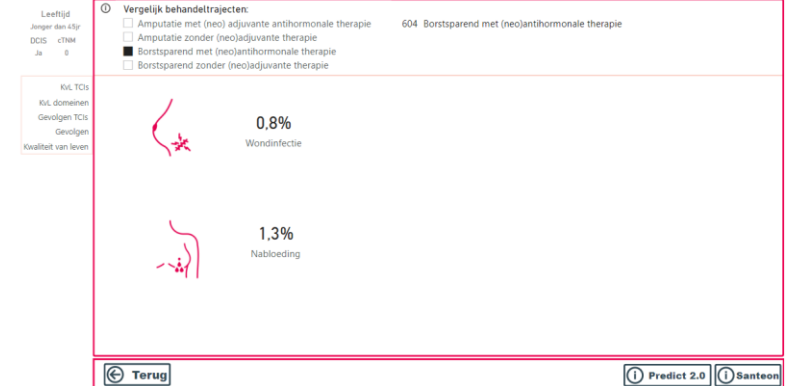 Leeftijd
Jonger dan 45jr
DCIS cTNM
Ja 0
KvL TCIs
KvL domeinen
Gevolgen TCIs
Gevolgen
Kwaliteit van leven
Vergelijk behandeltrajecten:
Amputatie met (neo) adjuvante antihormonale therapie
Amputatie zonder (neo)adjuvante therapie
Borstsparend met (neo)antihormonale therapie
Borstsparend zonder (neo)adjuvante therapie
604 Borstsparend met (neo)antihormonale therapie
0,8%
Wondinfectie
1,3%
Nabloeding
Terug
Predict 2.0
Santeon